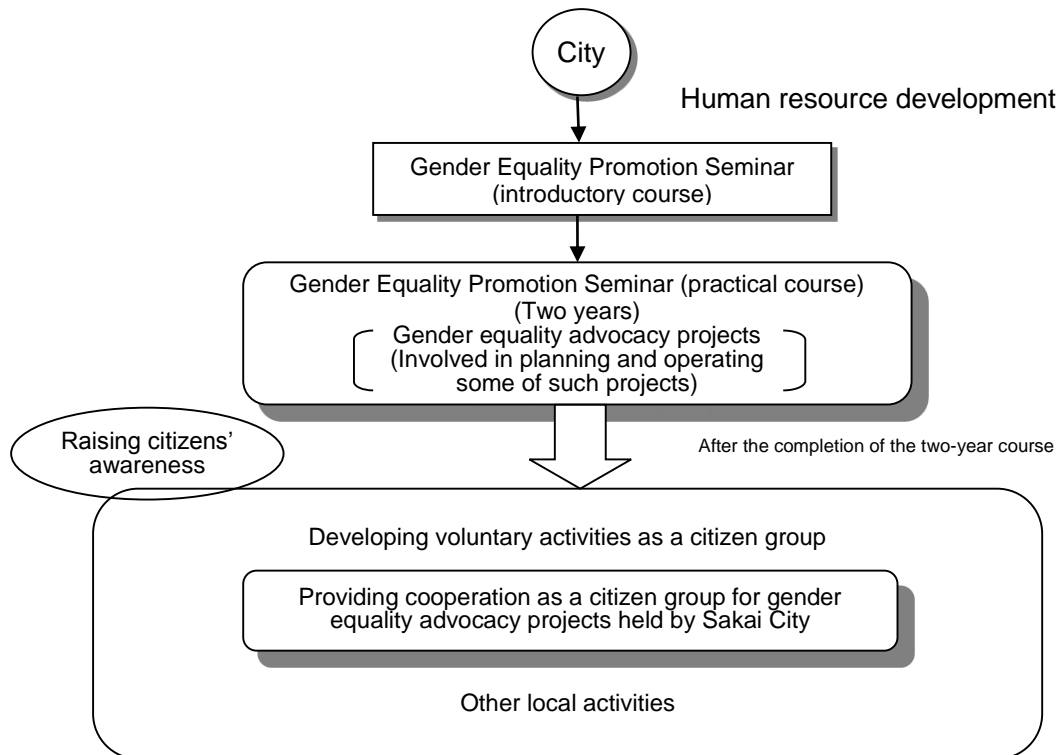 City
Human resource development
Gender Equality Promotion Seminar
(introductory course)
Gender Equality Promotion Seminar (practical course)
(Two years)
Gender equality advocacy projects
(Involved in planning and operating
some of such projects)
Raising citizens’
awareness
After the completion of the two-year course
Developing voluntary activities as a citizen group
Providing cooperation as a citizen group for gender
equality advocacy projects held by Sakai City
Other local activities